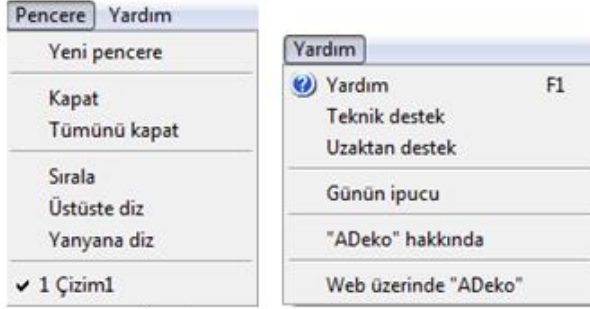 Pencere Yardım
Yeni pencere
Kapat
Tümünü kapat
Sırala
Üstüste diz
Yanyana diz
1 Çizim1
Yardım
Yardım F1
Teknik destek
Uzaktan destek
Günün ipucu
"ADeko" hakkında
Web üzerinde "ADeko"